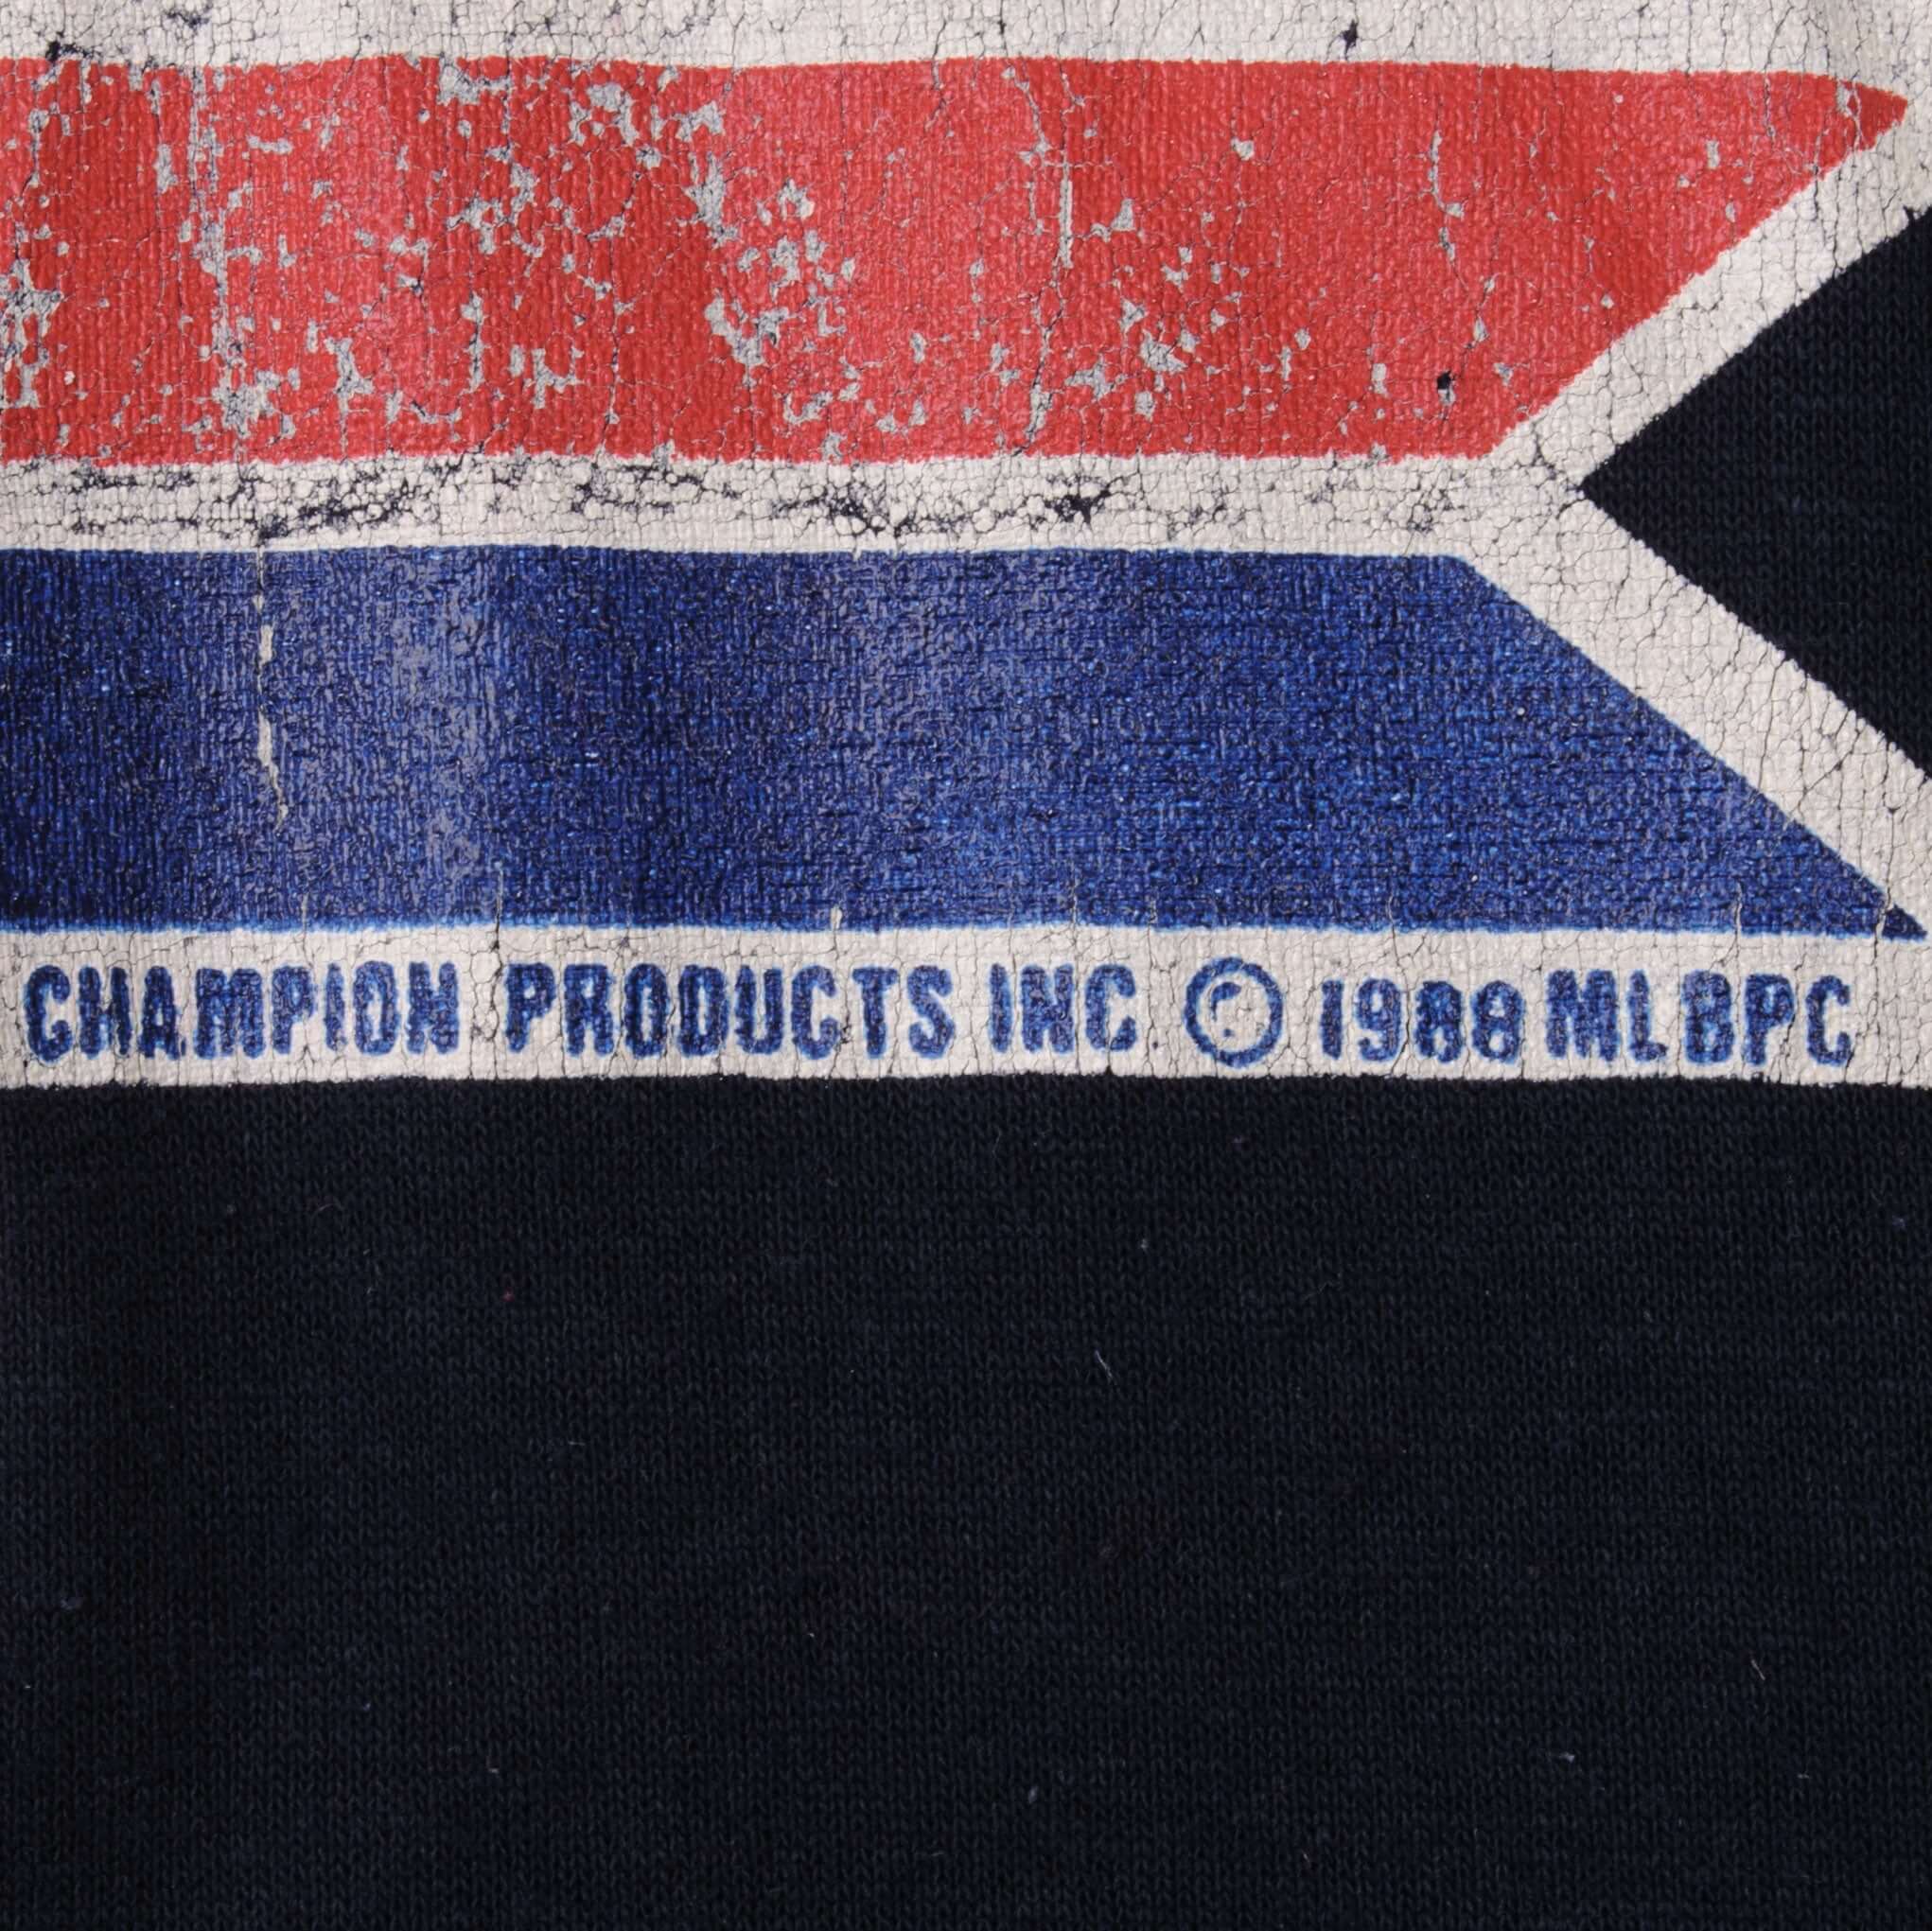 CHAMPION PRODUCTS INC © 1988 MLBPC